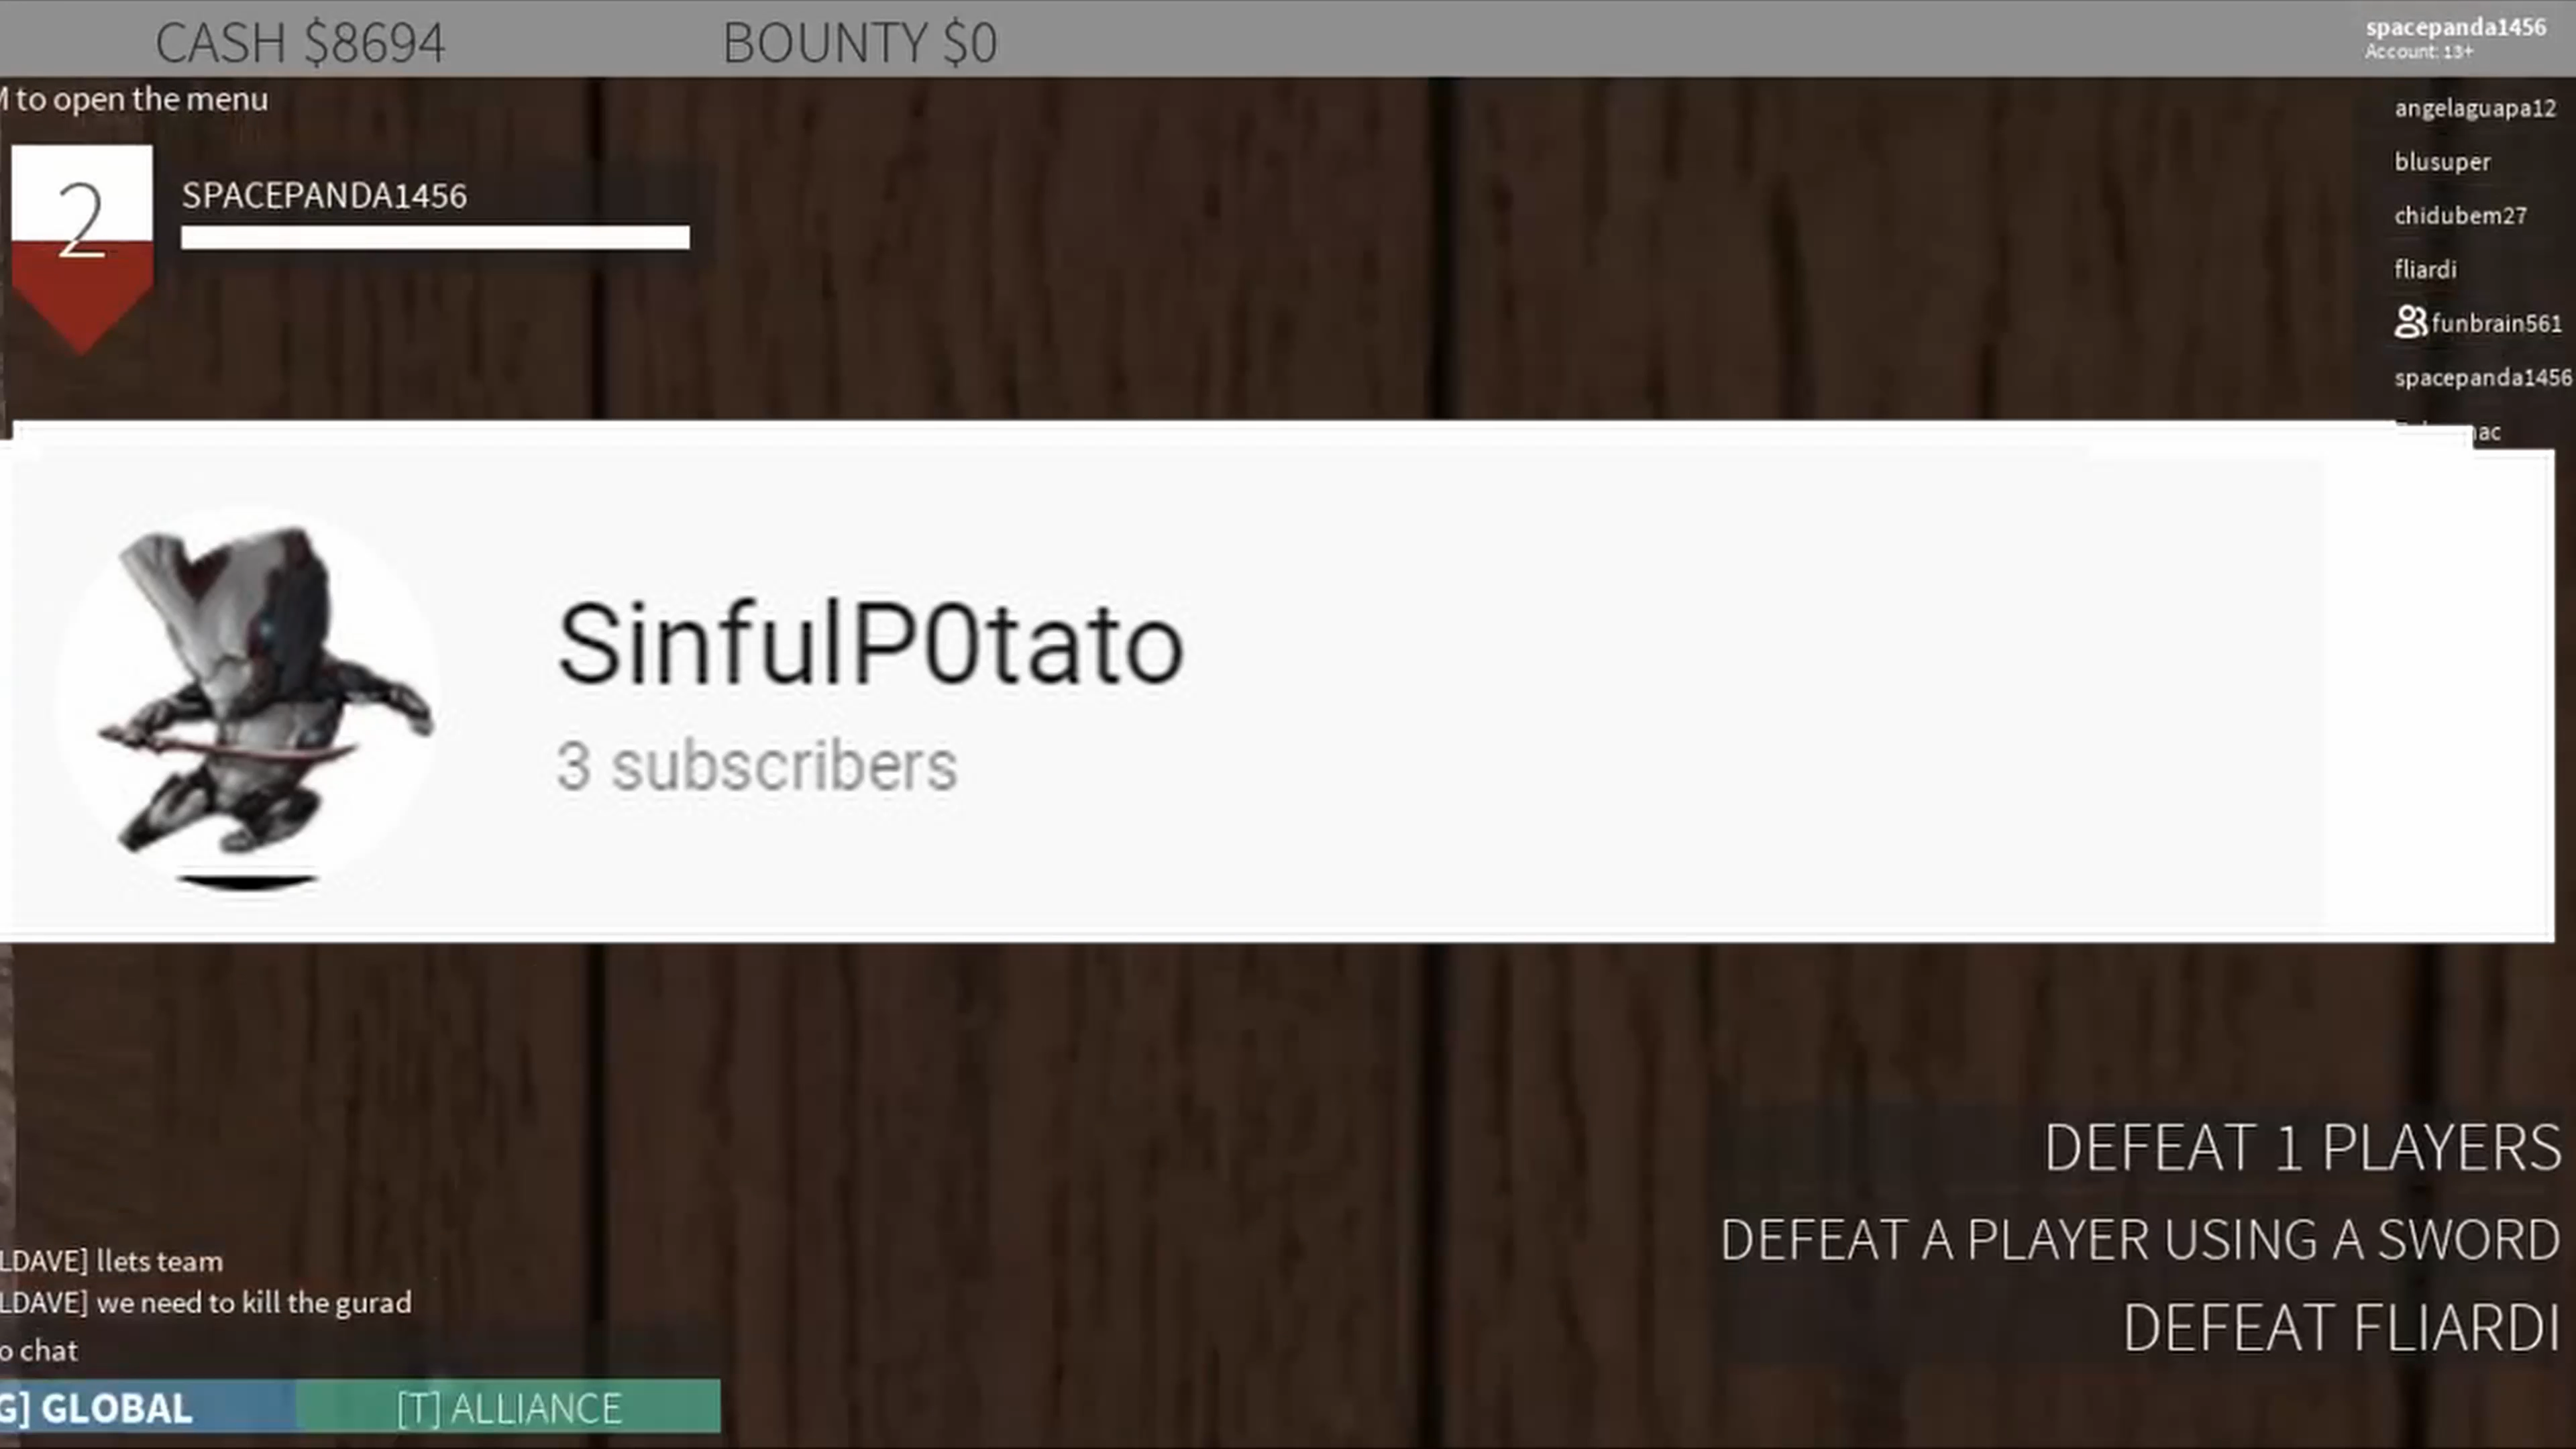 CASH $8694
BOUNTY $0
spacepanda1456
Account: 13+
to open the menu
2
SPACEPANDA1456
angelaguapa12
blusuper
chidubem27
fliardi
funbrain561
spacepanda1456
SinfulP0tato
3 subscribers
DEFEAT 1 PLAYERS
DEFEAT A PLAYER USING A SWORD
DEFEAT FLIARDI
LDAVE] llets team
LDAVE] we need to kill the gurad
o chat
G] GLOBAL
[T] ALLIANCE